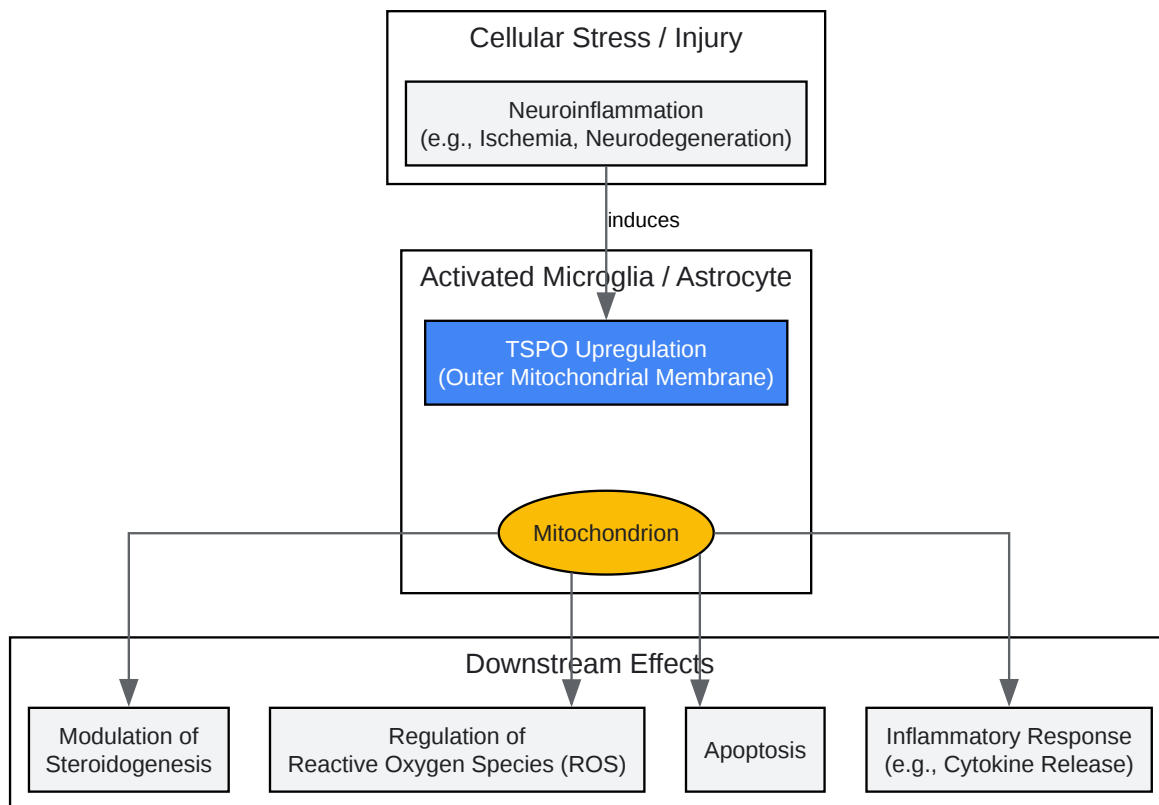 Cellular Stress / Injury
Neuroinflammation
(e.g., Ischemia, Neurodegeneration)
induces
Activated Microglia / Astrocyte
TSPO Upregulation
(Outer Mitochondrial Membrane)
Mitochondrion
Downstream Effects
Modulation of
Steroidogenesis
Regulation of
Reactive Oxygen Species (ROS)
Apoptosis
Inflammatory Response
(e.g., Cytokine Release)